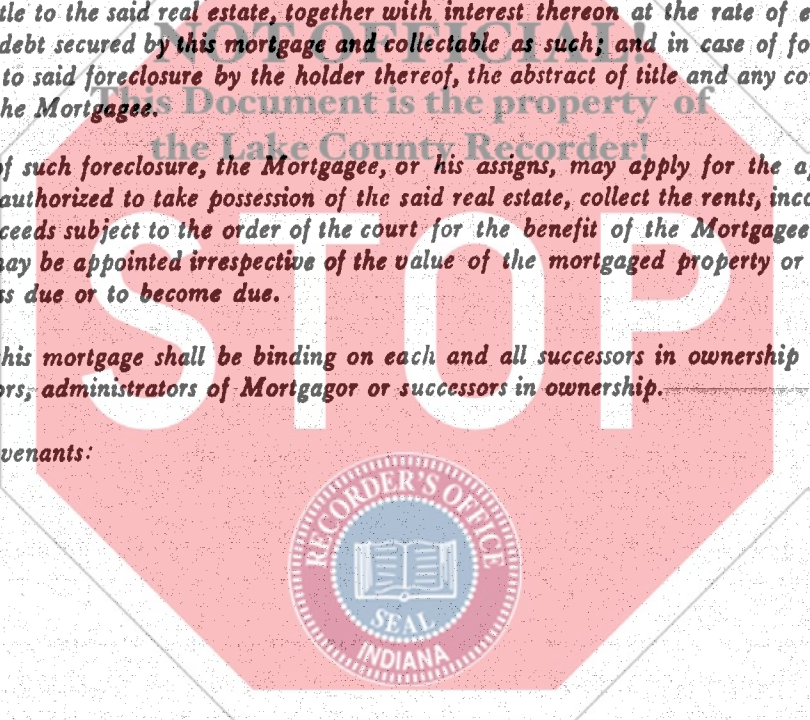 tle to the said real estate, together with interest thereon at the rate of
NOT OFFICIAL!
debt secured by this mortgage and collectable as such; and in case of fo
to said foreclosure by the holder thereof, the abstract of title and any co
This Document is the property of
he Mortgagee.
the Lake County Recorder!
of such foreclosure, the Mortgagee, or his assigns, may apply for the a
authorized to take possession of the said real estate, collect the rents, inco
ceeds subject to the order of the court for the benefit of the Mortgagee
may be appointed irrespective of the value of the mortgaged property or
ss due or to become due.
STOP
his mortgage shall be binding on each and all successors in ownership
ors, administrators of Mortgagor or successors in ownership.
venants:
RECORDER'S OFFICE
SEAL
INDIANA